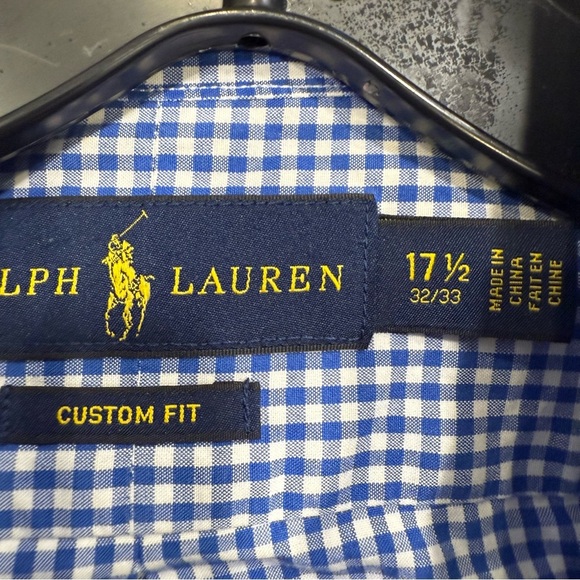 LPH LAUREN
17 ½
32/33
MADE IN
CHINA
FAIT EN
CHINE
CUSTOM FIT